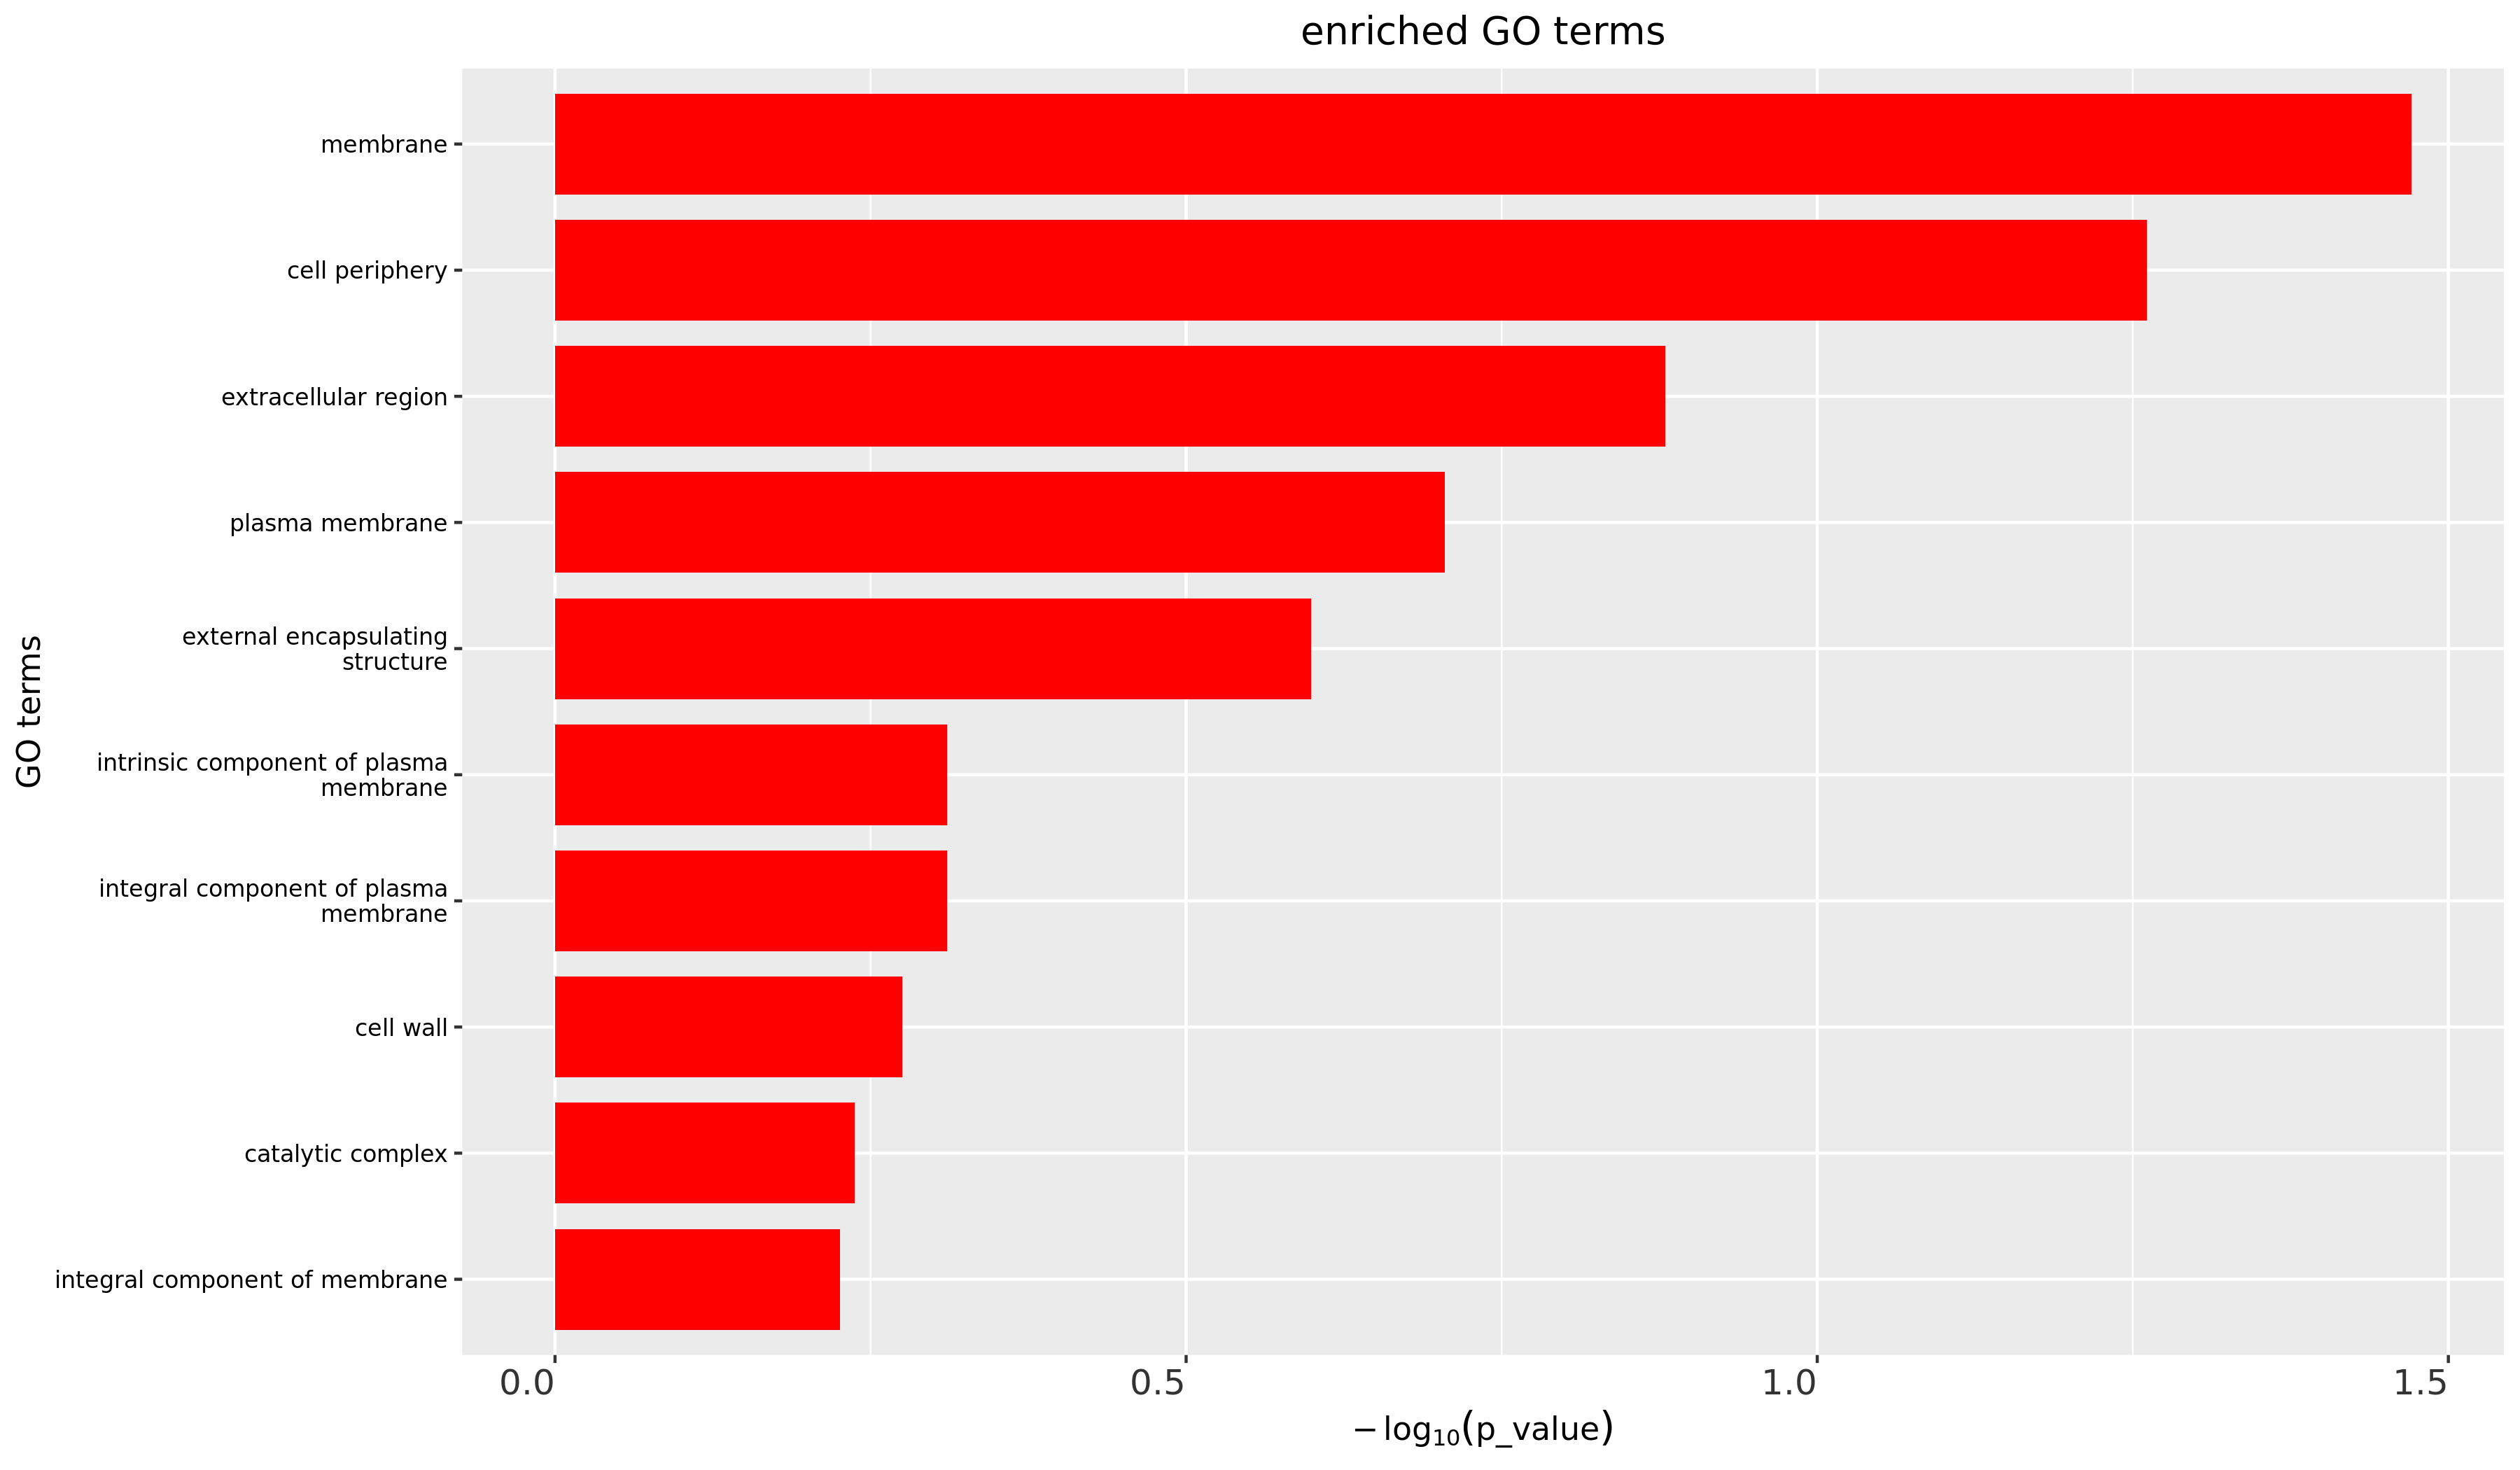 enriched GO terms
GO terms
membrane
cell periphery
extracellular region
plasma membrane
external encapsulating
structure
intrinsic component of plasma
membrane
integral component of plasma
membrane
cell wall
catalytic complex
integral component of membrane
0.0 0.5 1.0 1.5
−log₁₀(p_value)